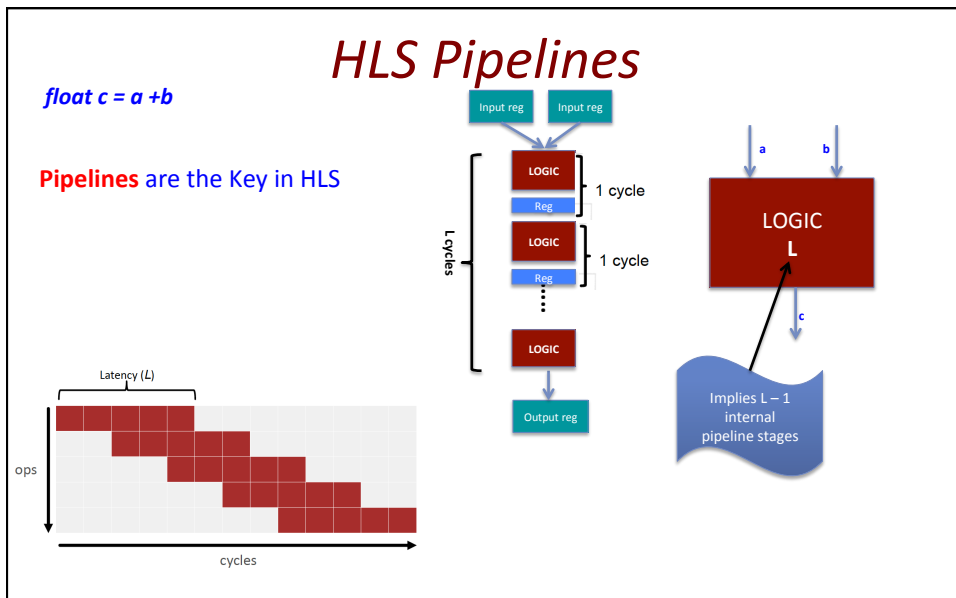 HLS Pipelines
float c = a +b
Pipelines are the Key in HLS
Input reg
Input reg
LOGIC
1 cycle
Reg
LOGIC
1 cycle
Reg
L cycles
LOGIC
Output reg
a
b
LOGIC
L
c
Implies L – 1
internal
pipeline stages
Latency (L)
ops
cycles